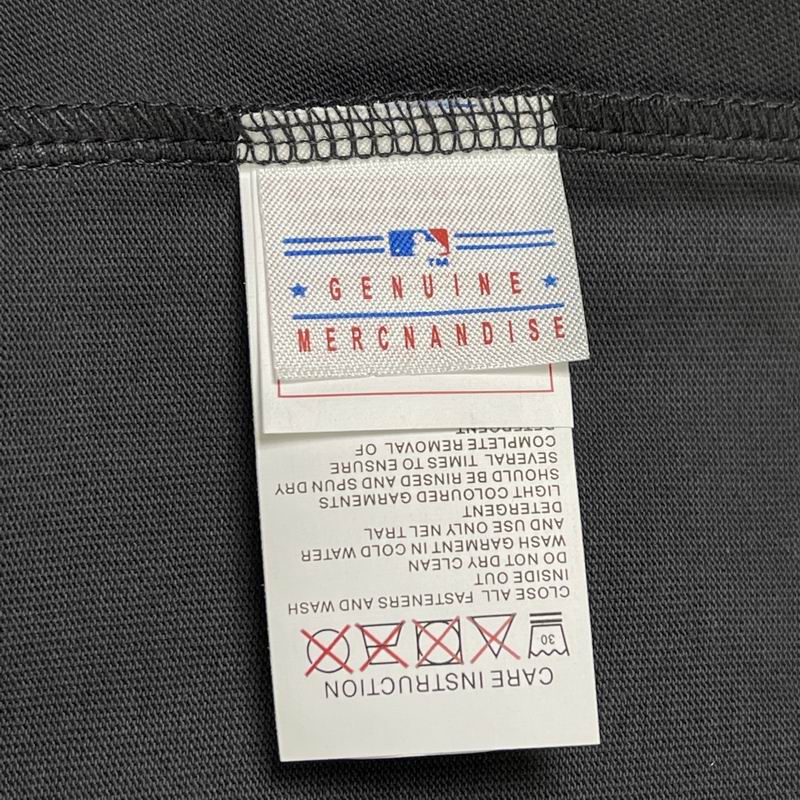 TM
GENUINE
MERCNANDISE
CARE INSTRUCTION
30
CLOSE ALL FASTENERS AND WASH
INSIDE OUT
DO NOT DRY CLEAN
WASH GARMENT IN COLD WATER
AND USE ONLY NEL TRAL
DETERGENT
LIGHT COLOURED GARMENTS
SHOULD BE RINSED AND SPUN DRY
SEVERAL TIMES TO ENSURE
COMPLETE REMOVAL OF
DETERGENT